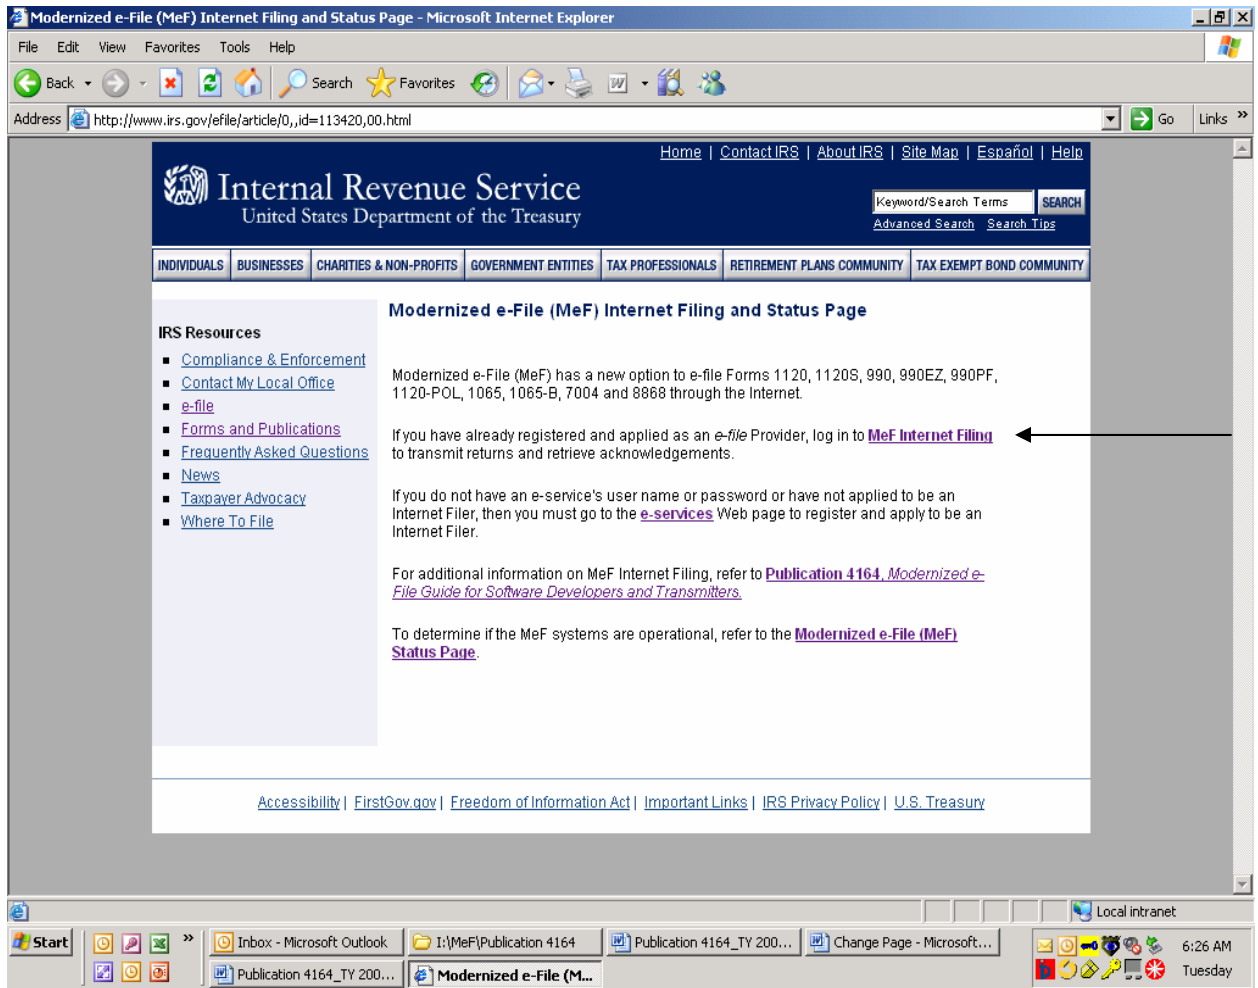 Modernized e-File (MeF) Internet Filing and Status Page - Microsoft Internet Explorer
File Edit View Favorites Tools Help
Back Search Favorites
Address http://www.irs.gov/efile/article/0,,id=113420,00.html Go Links »
Home | Contact IRS | About IRS | Site Map | Español | Help
Internal Revenue Service
United States Department of the Treasury
Keyword/Search Terms SEARCH
Advanced Search Search Tips
INDIVIDUALS BUSINESSES CHARITIES & NON-PROFITS GOVERNMENT ENTITIES TAX PROFESSIONALS RETIREMENT PLANS COMMUNITY TAX EXEMPT BOND COMMUNITY
IRS Resources
Compliance & Enforcement
Contact My Local Office
e-file
Forms and Publications
Frequently Asked Questions
News
Taxpayer Advocacy
Where To File
Modernized e-File (MeF) Internet Filing and Status Page
Modernized e-File (MeF) has a new option to e-file Forms 1120, 1120S, 990, 990EZ, 990PF,
1120-POL, 1065, 1065-B, 7004 and 8868 through the Internet.
If you have already registered and applied as an e-file Provider, log in to MeF Internet Filing
to transmit returns and retrieve acknowledgements.
If you do not have an e-service's user name or password or have not applied to be an
Internet Filer, then you must go to the e-services Web page to register and apply to be an
Internet Filer.
For additional information on MeF Internet Filing, refer to Publication 4164, Modernized e-
File Guide for Software Developers and Transmitters.
To determine if the MeF systems are operational, refer to the Modernized e-File (MeF)
Status Page.
Accessibility | FirstGov.gov | Freedom of Information Act | Important Links | IRS Privacy Policy | U.S. Treasury
Local intranet
Start » Inbox - Microsoft Outlook I:\MeF\Publication 4164 Publication 4164_TY 200... Change Page - Microsoft... 6:26 AM
Publication 4164_TY 200... Modernized e-File (M... Tuesday